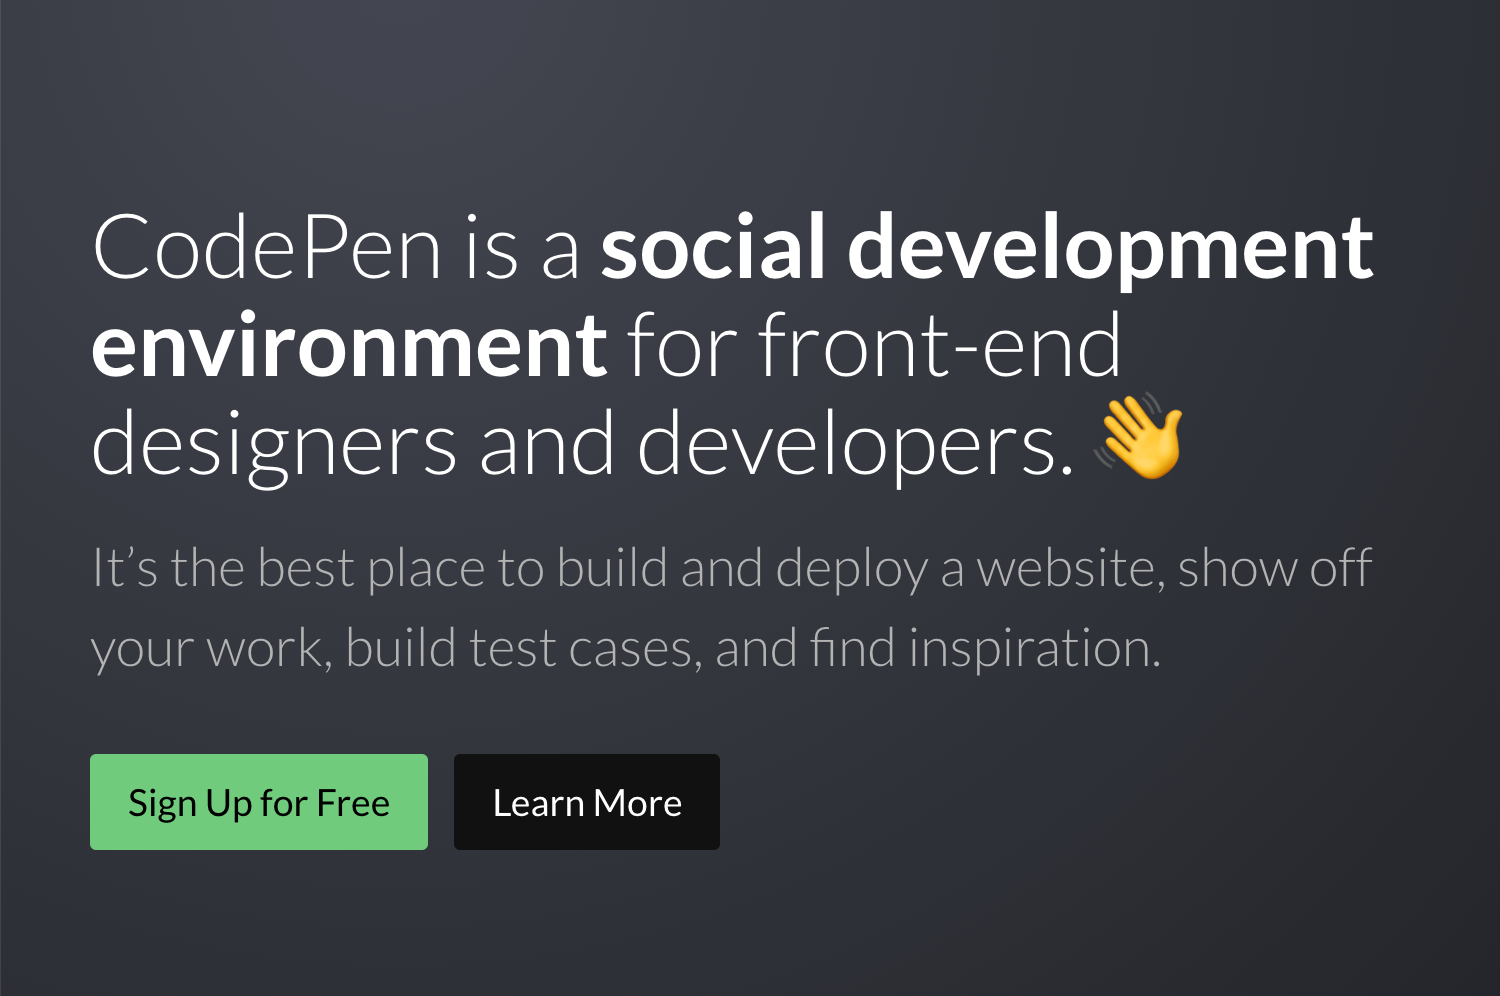 CodePen is a social development
environment for front-end
designers and developers. 👋
It’s the best place to build and deploy a website, show off
your work, build test cases, and find inspiration.
Sign Up for Free
Learn More